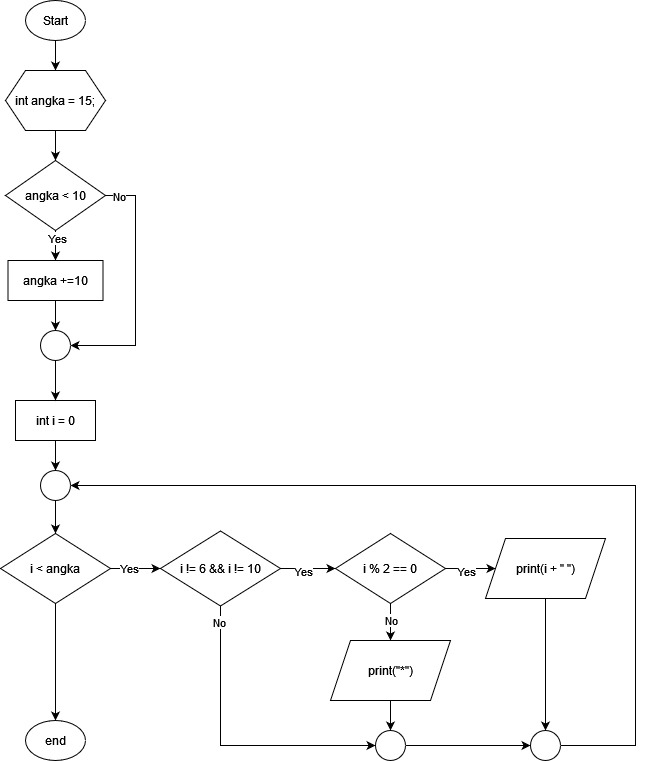 Start
int angka = 15;
angka < 10
No
Yes
angka +=10
int i = 0
i < angka
Yes
i != 6 && i != 10
Yes
i % 2 == 0
Yes
print(i + " ")
No
No
print("*")
end